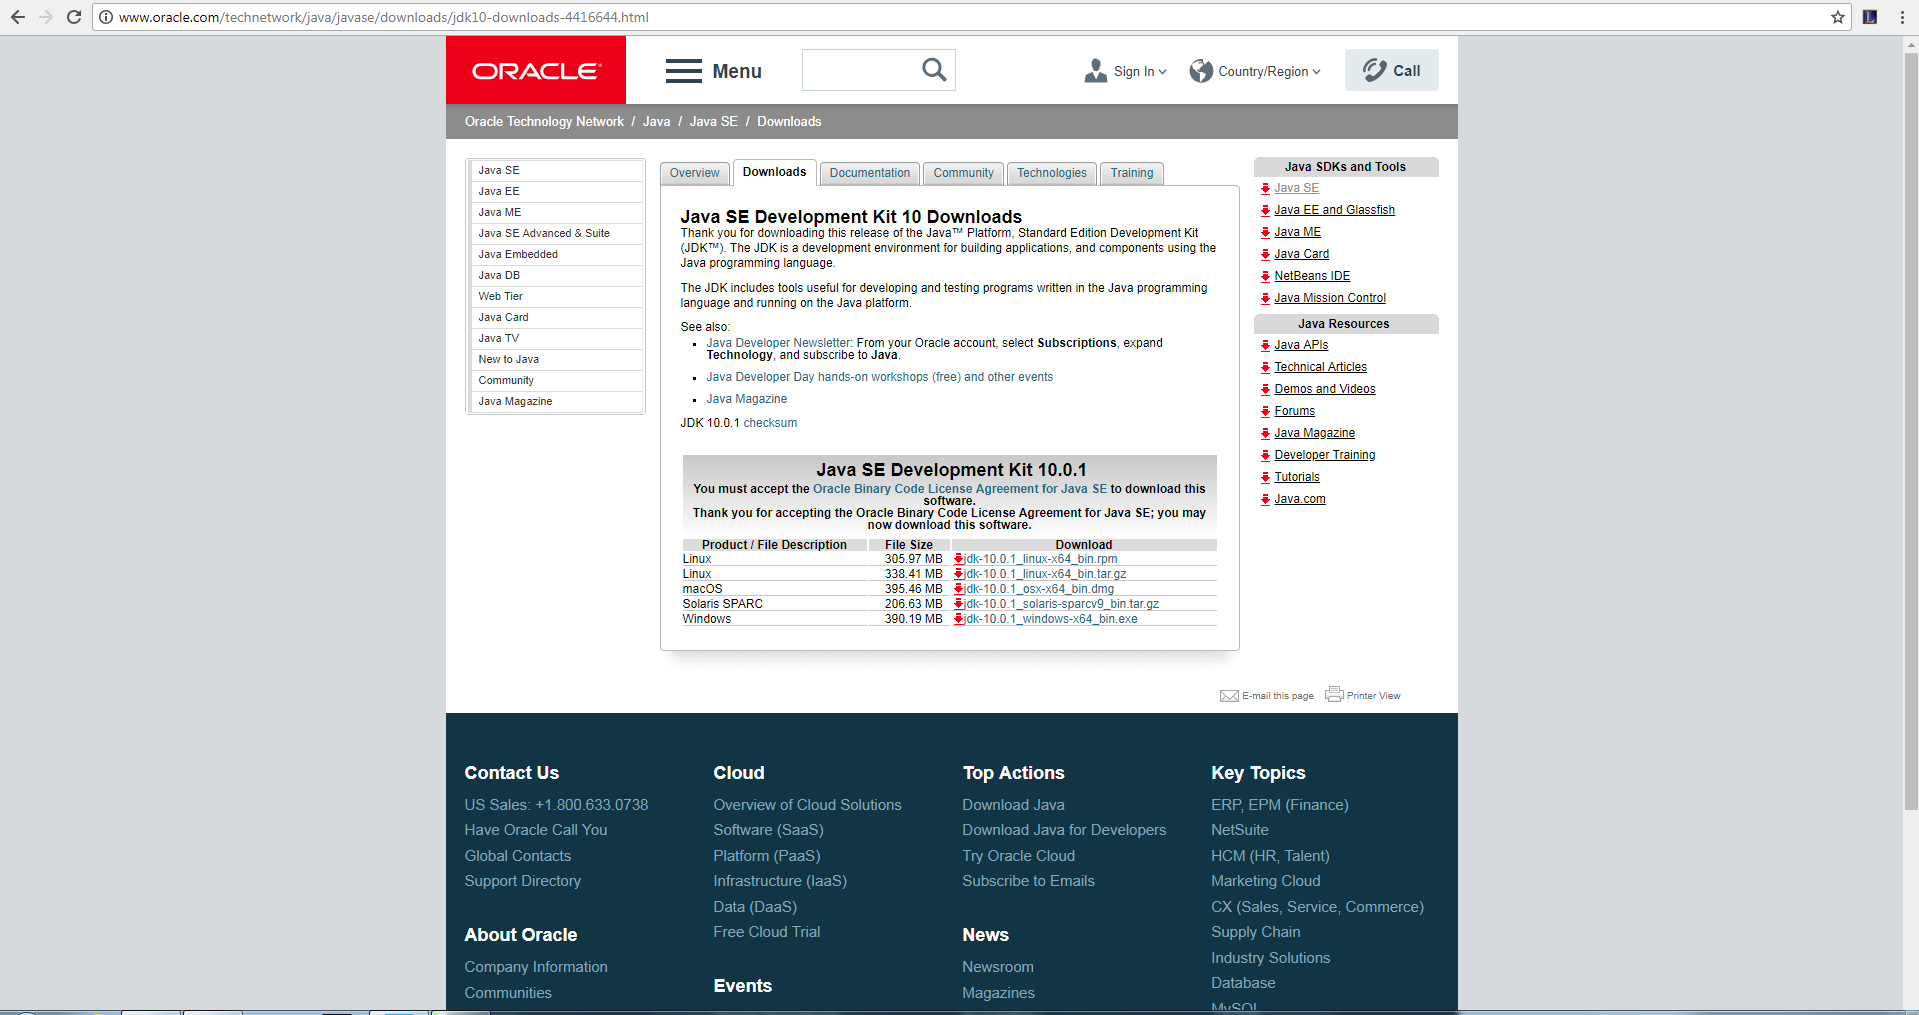 www.oracle.com/technetwork/java/javase/downloads/jdk10-downloads-4416644.html
ORACLE
Menu
Sign In
Country/Region
Call
Oracle Technology Network / Java / Java SE / Downloads
Java SE
Java EE
Java ME
Java SE Advanced & Suite
Java Embedded
Java DB
Web Tier
Java Card
Java TV
New to Java
Community
Java Magazine
Overview
Downloads
Documentation
Community
Technologies
Training
Java SE Development Kit 10 Downloads
Thank you for downloading this release of the Java™ Platform, Standard Edition Development Kit
(JDK™). The JDK is a development environment for building applications, and components using the
Java programming language.
The JDK includes tools useful for developing and testing programs written in the Java programming
language and running on the Java platform.
See also:
Java Developer Newsletter: From your Oracle account, select Subscriptions, expand
Technology, and subscribe to Java.
Java Developer Day hands-on workshops (free) and other events
Java Magazine
JDK 10.0.1 checksum
Java SE Development Kit 10.0.1
You must accept the Oracle Binary Code License Agreement for Java SE to download this
software.
Thank you for accepting the Oracle Binary Code License Agreement for Java SE; you may
now download this software.
Product / File Description File Size Download
Linux 305.97 MB jdk-10.0.1_linux-x64_bin.rpm
Linux 338.41 MB jdk-10.0.1_linux-x64_bin.tar.gz
macOS 395.46 MB jdk-10.0.1_osx-x64_bin.dmg
Solaris SPARC 206.63 MB jdk-10.0.1_solaris-sparcv9_bin.tar.gz
Windows 390.19 MB jdk-10.0.1_windows-x64_bin.exe
Java SDKs and Tools
Java SE
Java EE and Glassfish
Java ME
Java Card
NetBeans IDE
Java Mission Control
Java Resources
Java APIs
Technical Articles
Demos and Videos
Forums
Java Magazine
Developer Training
Tutorials
Java.com
E-mail this page
Printer View
Contact Us
US Sales: +1.800.633.0738
Have Oracle Call You
Global Contacts
Support Directory
About Oracle
Company Information
Communities
Cloud
Overview of Cloud Solutions
Software (SaaS)
Platform (PaaS)
Infrastructure (IaaS)
Data (DaaS)
Free Cloud Trial
Events
Top Actions
Download Java
Download Java for Developers
Try Oracle Cloud
Subscribe to Emails
News
Newsroom
Magazines
Key Topics
ERP, EPM (Finance)
NetSuite
HCM (HR, Talent)
Marketing Cloud
CX (Sales, Service, Commerce)
Supply Chain
Industry Solutions
Database
MySQL